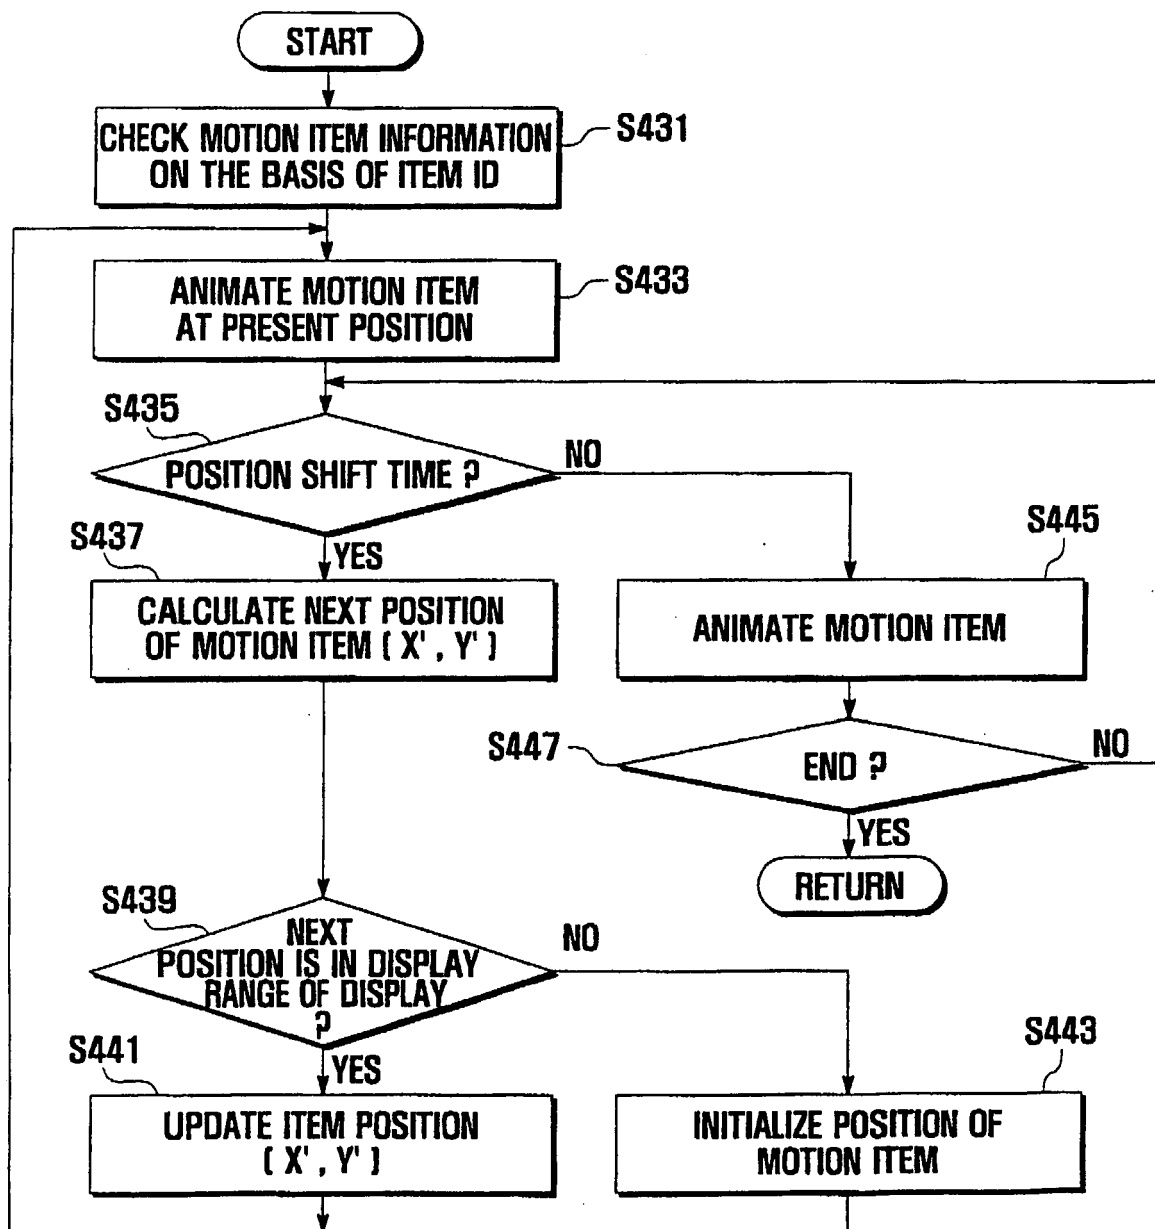 START
CHECK MOTION ITEM INFORMATION
ON THE BASIS OF ITEM ID
S431
ANIMATE MOTION ITEM
AT PRESENT POSITION
S433
S435
POSITION SHIFT TIME ?
NO
YES
S437
CALCULATE NEXT POSITION
OF MOTION ITEM ( X' , Y' )
S445
ANIMATE MOTION ITEM
S447
END ?
NO
YES
RETURN
S439
NEXT
POSITION IS IN DISPLAY
RANGE OF DISPLAY
?
NO
YES
S441
UPDATE ITEM POSITION
( X' , Y' )
S443
INITIALIZE POSITION OF
MOTION ITEM